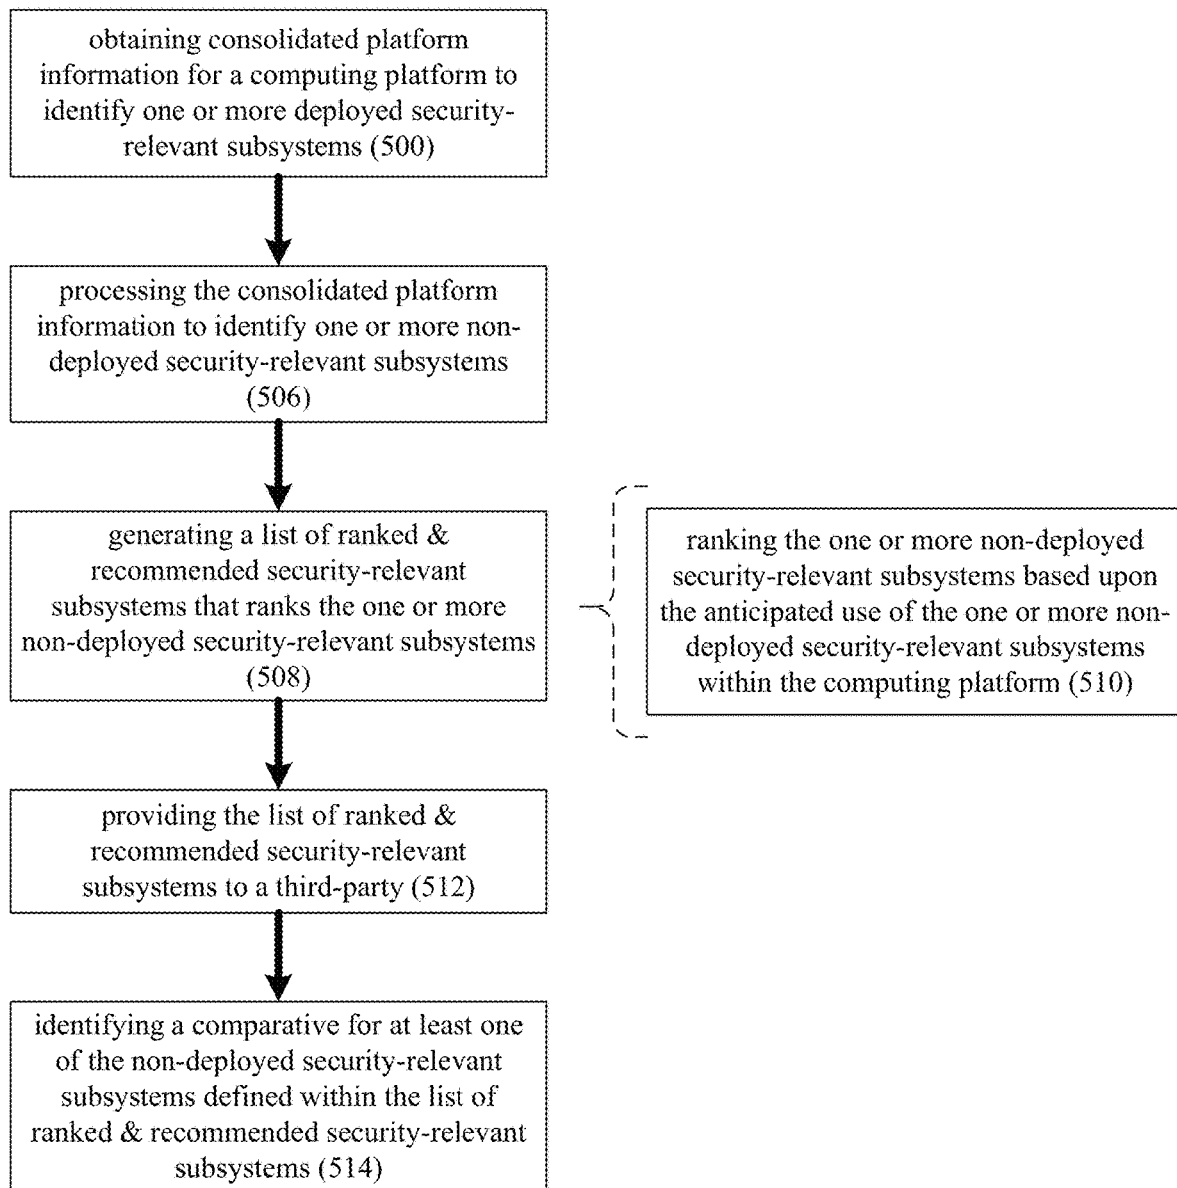 obtaining consolidated platform
information for a computing platform to
identify one or more deployed security-
relevant subsystems (500)
processing the consolidated platform
information to identify one or more non-
deployed security-relevant subsystems
(506)
generating a list of ranked &
recommended security-relevant
subsystems that ranks the one or more
non-deployed security-relevant subsystems
(508)
ranking the one or more non-deployed
security-relevant subsystems based upon
the anticipated use of the one or more non-
deployed security-relevant subsystems
within the computing platform (510)
providing the list of ranked &
recommended security-relevant
subsystems to a third-party (512)
identifying a comparative for at least one
of the non-deployed security-relevant
subsystems defined within the list of
ranked & recommended security-relevant
subsystems (514)